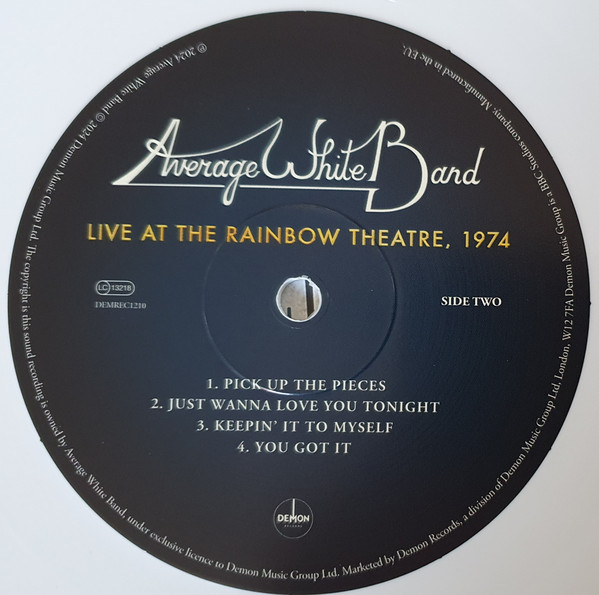 Average White Band
LIVE AT THE RAINBOW THEATRE, 1974
LC 13218
DEMREC1210
SIDE TWO
1. PICK UP THE PIECES
2. JUST WANNA LOVE YOU TONIGHT
3. KEEPIN' IT TO MYSELF
4. YOU GOT IT
DEMON
RECORDS
℗ 2024 Average White Band © 2024 Demon Music Group Ltd. The copyright is this sound recording is owned by Average White Band, under exclusive licence to Demon Music Group Ltd. Marketed by Demon Records, a division of Demon Music Group Ltd. London, W12 7FA Demon Music Group is a BBC Studios company. Manufactured in the EU.